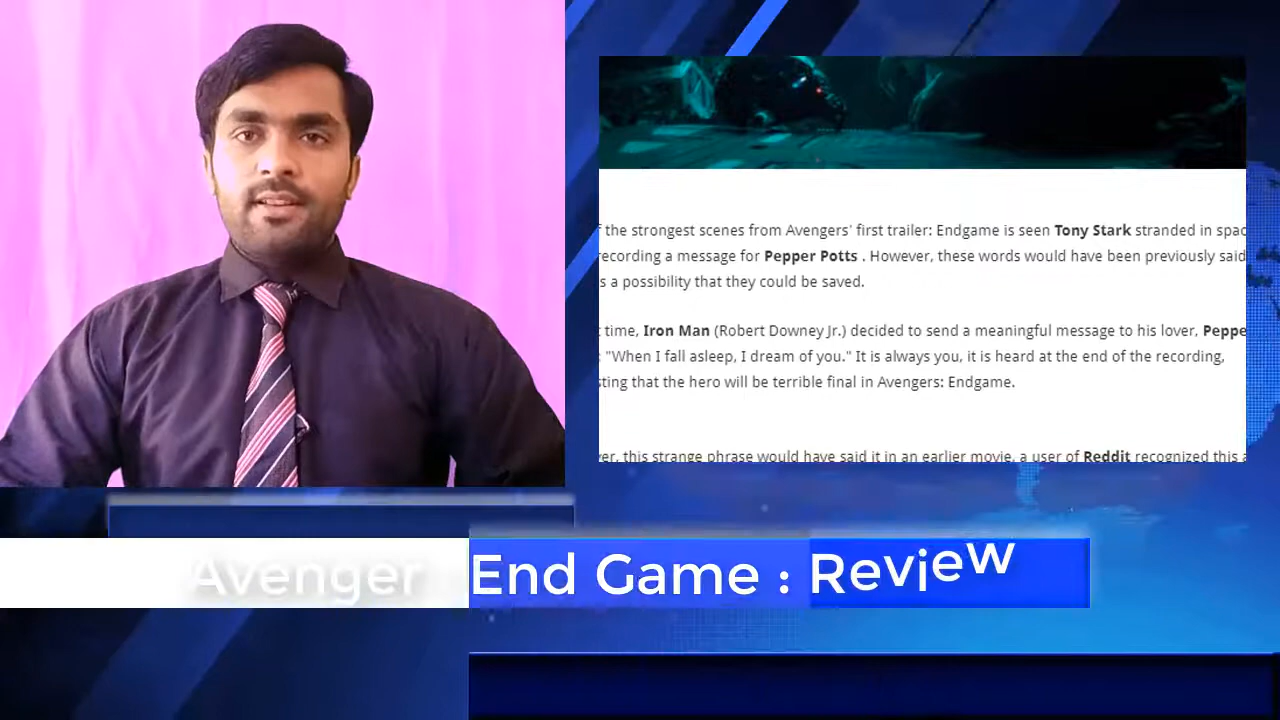 f the strongest scenes from Avengers' first trailer: Endgame is seen Tony Stark stranded in spac
recording a message for Pepper Potts . However, these words would have been previously said
s a possibility that they could be saved.
t time, Iron Man (Robert Downey Jr.) decided to send a meaningful message to his lover, Peppe
: "When I fall asleep, I dream of you." It is always you, it is heard at the end of the recording,
sting that the hero will be terrible final in Avengers: Endgame.
ver, this strange phrase would have said it in an earlier movie, a user of Reddit recognized this a
Avenger : End Game : Review